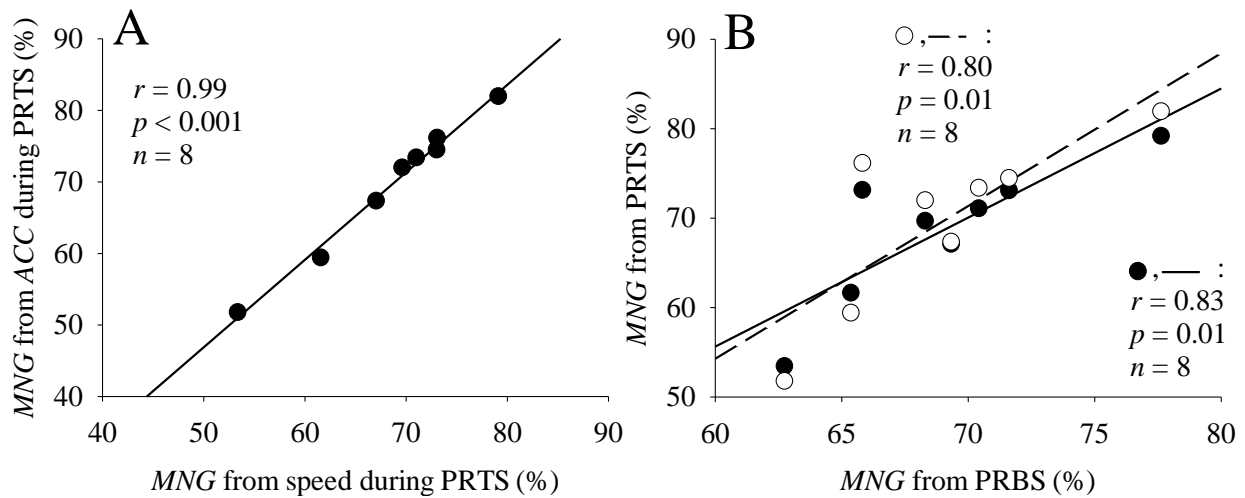 A
MNG from ACC during PRTS (%)
90
80
70
60
50
40
r = 0.99
p < 0.001
n = 8
40 50 60 70 80 90
MNG from speed during PRTS (%)
B
MNG from PRTS (%)
90
80
70
60
50
, :
r = 0.80
p = 0.01
n = 8
, :
r = 0.83
p = 0.01
n = 8
60 65 70 75 80
MNG from PRBS (%)